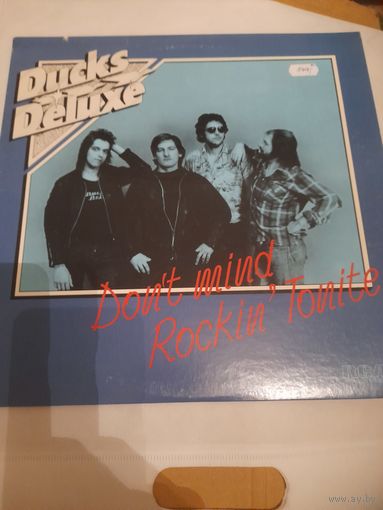 Ducks
Deluxe
Don't mind
Rockin' Tonite
RCA
www.ay.by